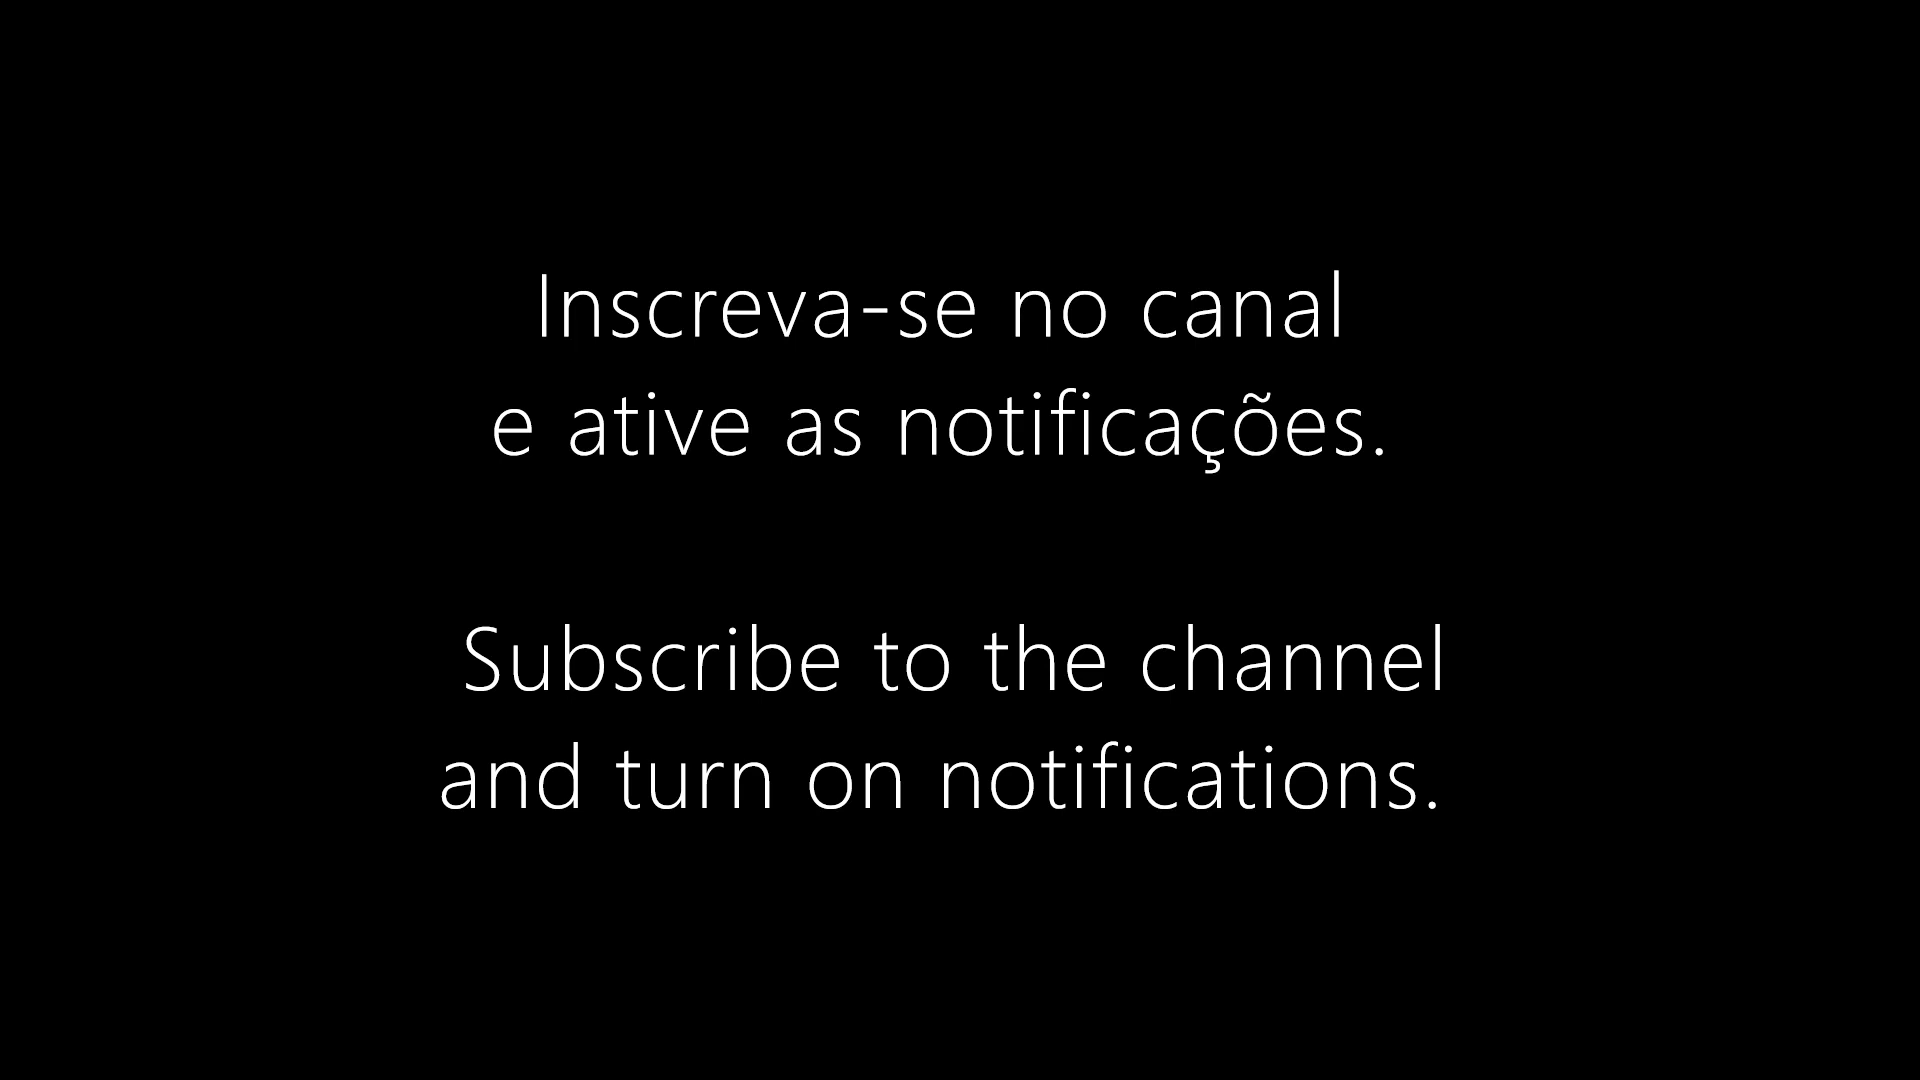 Inscreva-se no canal
e ative as notificações.
Subscribe to the channel
and turn on notifications.